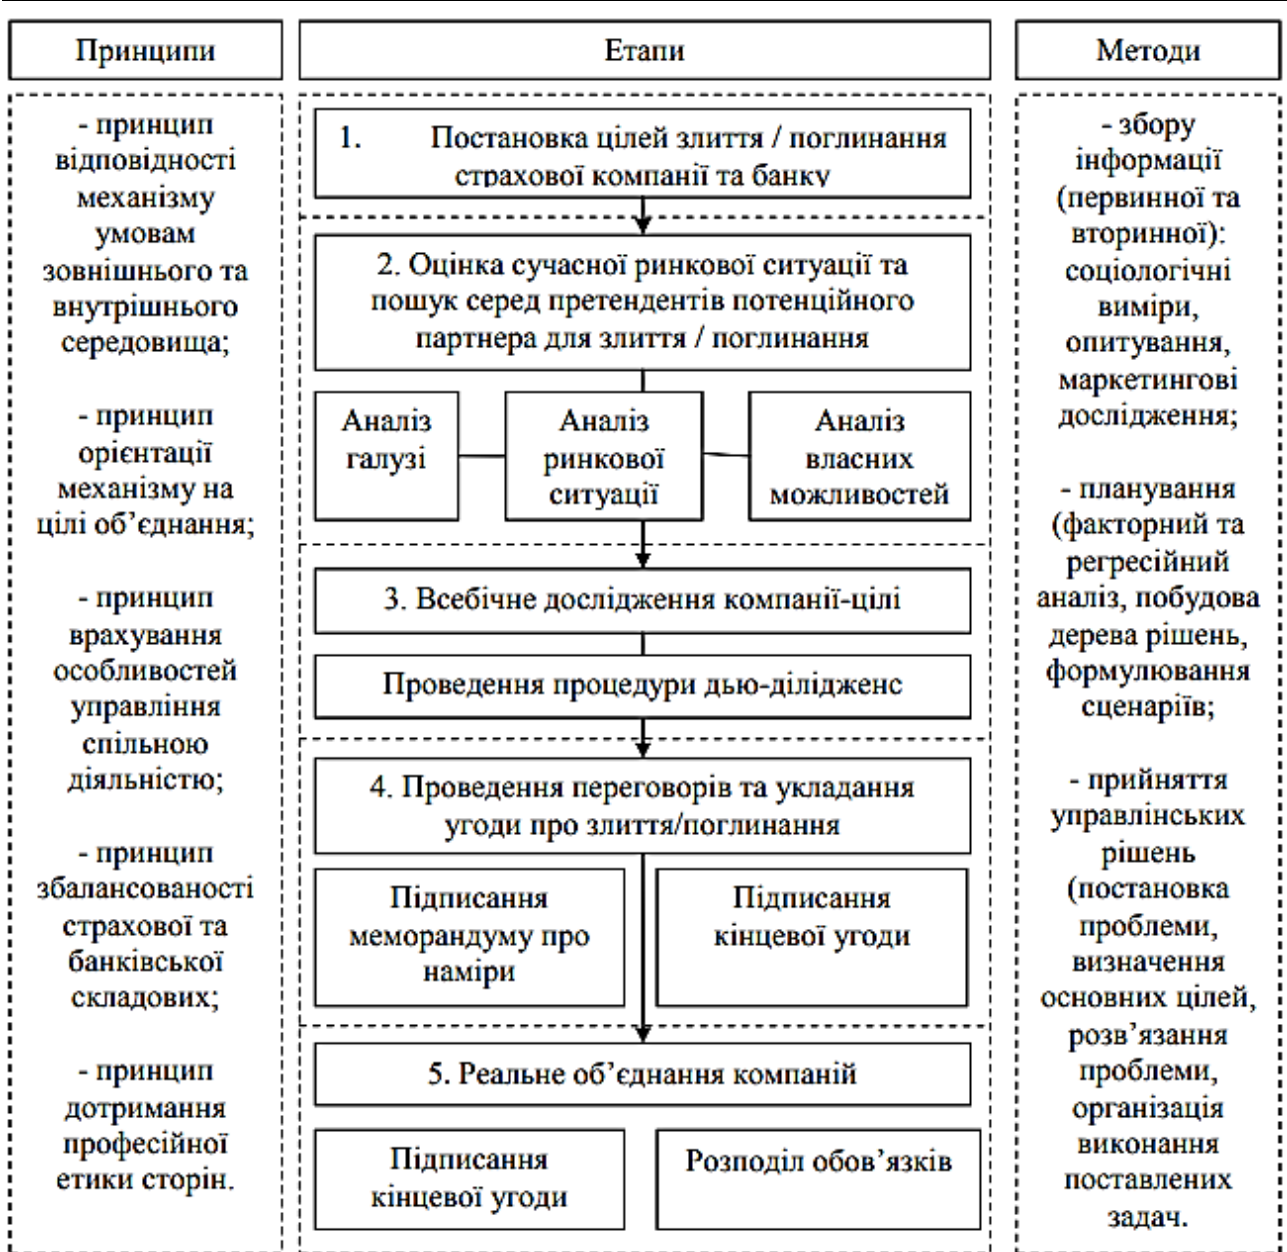 Принципи
Етапи
Методи
- принцип
відповідності
механізму
умовам
зовнішнього та
внутрішнього
середовища;
- принцип
орієнтації
механізму на
цілі об’єднання;
- принцип
врахування
особливостей
управління
спільною
діяльністю;
- принцип
збалансованості
страхової та
банківської
складових;
- принцип
дотримання
професійної
етики сторін.
1. Постановка цілей злиття / поглинання
страхової компанії та банку
2. Оцінка сучасної ринкової ситуації та
пошук серед претендентів потенційного
партнера для злиття / поглинання
Аналіз
галузі
Аналіз
ринкової
ситуації
Аналіз
власних
можливостей
3. Всебічне дослідження компанії-цілі
Проведення процедури дью-ділідженс
4. Проведення переговорів та укладання
угоди про злиття/поглинання
Підписання
меморандуму про
наміри
Підписання
кінцевої угоди
5. Реальне об’єднання компаній
Підписання
кінцевої угоди
Розподіл обов’язків
- збору
інформації
(первинної та
вторинної):
соціологічні
виміри,
опитування,
маркетингові
дослідження;
- планування
(факторний та
регресійний
аналіз, побудова
дерева рішень,
формулювання
сценаріїв;
- прийняття
управлінських
рішень
(постановка
проблеми,
визначення
основних цілей,
розв’язання
проблеми,
організація
виконання
поставлених
задач.